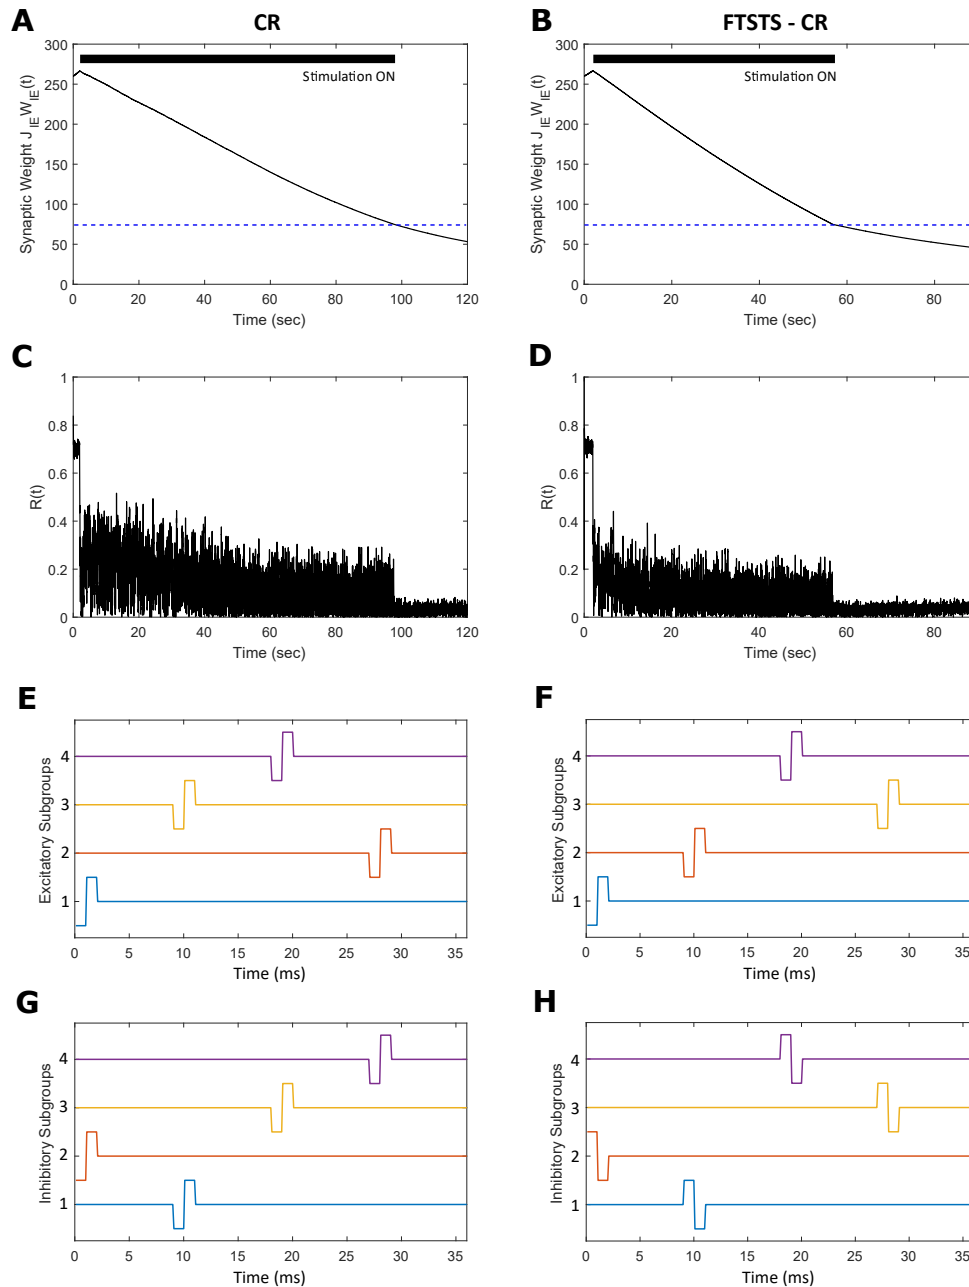 A
CR
B
FTSTS - CR
Synaptic Weight J_IE W_IE(t)
300
250
200
150
100
50
0
Stimulation ON
0 20 40 60 80 100 120
Time (sec)
Synaptic Weight J_IE W_IE(t)
300
250
200
150
100
50
0
Stimulation ON
0 20 40 60 80
Time (sec)
C
R(t)
1
0.8
0.6
0.4
0.2
0
0 20 40 60 80 100 120
Time (sec)
D
R(t)
1
0.8
0.6
0.4
0.2
0
0 20 40 60 80
Time (sec)
E
Excitatory Subgroups
4
3
2
1
0 5 10 15 20 25 30 35
Time (ms)
F
Excitatory Subgroups
4
3
2
1
0 5 10 15 20 25 30 35
Time (ms)
G
Inhibitory Subgroups
4
3
2
1
0 5 10 15 20 25 30 35
Time (ms)
H
Inhibitory Subgroups
4
3
2
1
0 5 10 15 20 25 30 35
Time (ms)